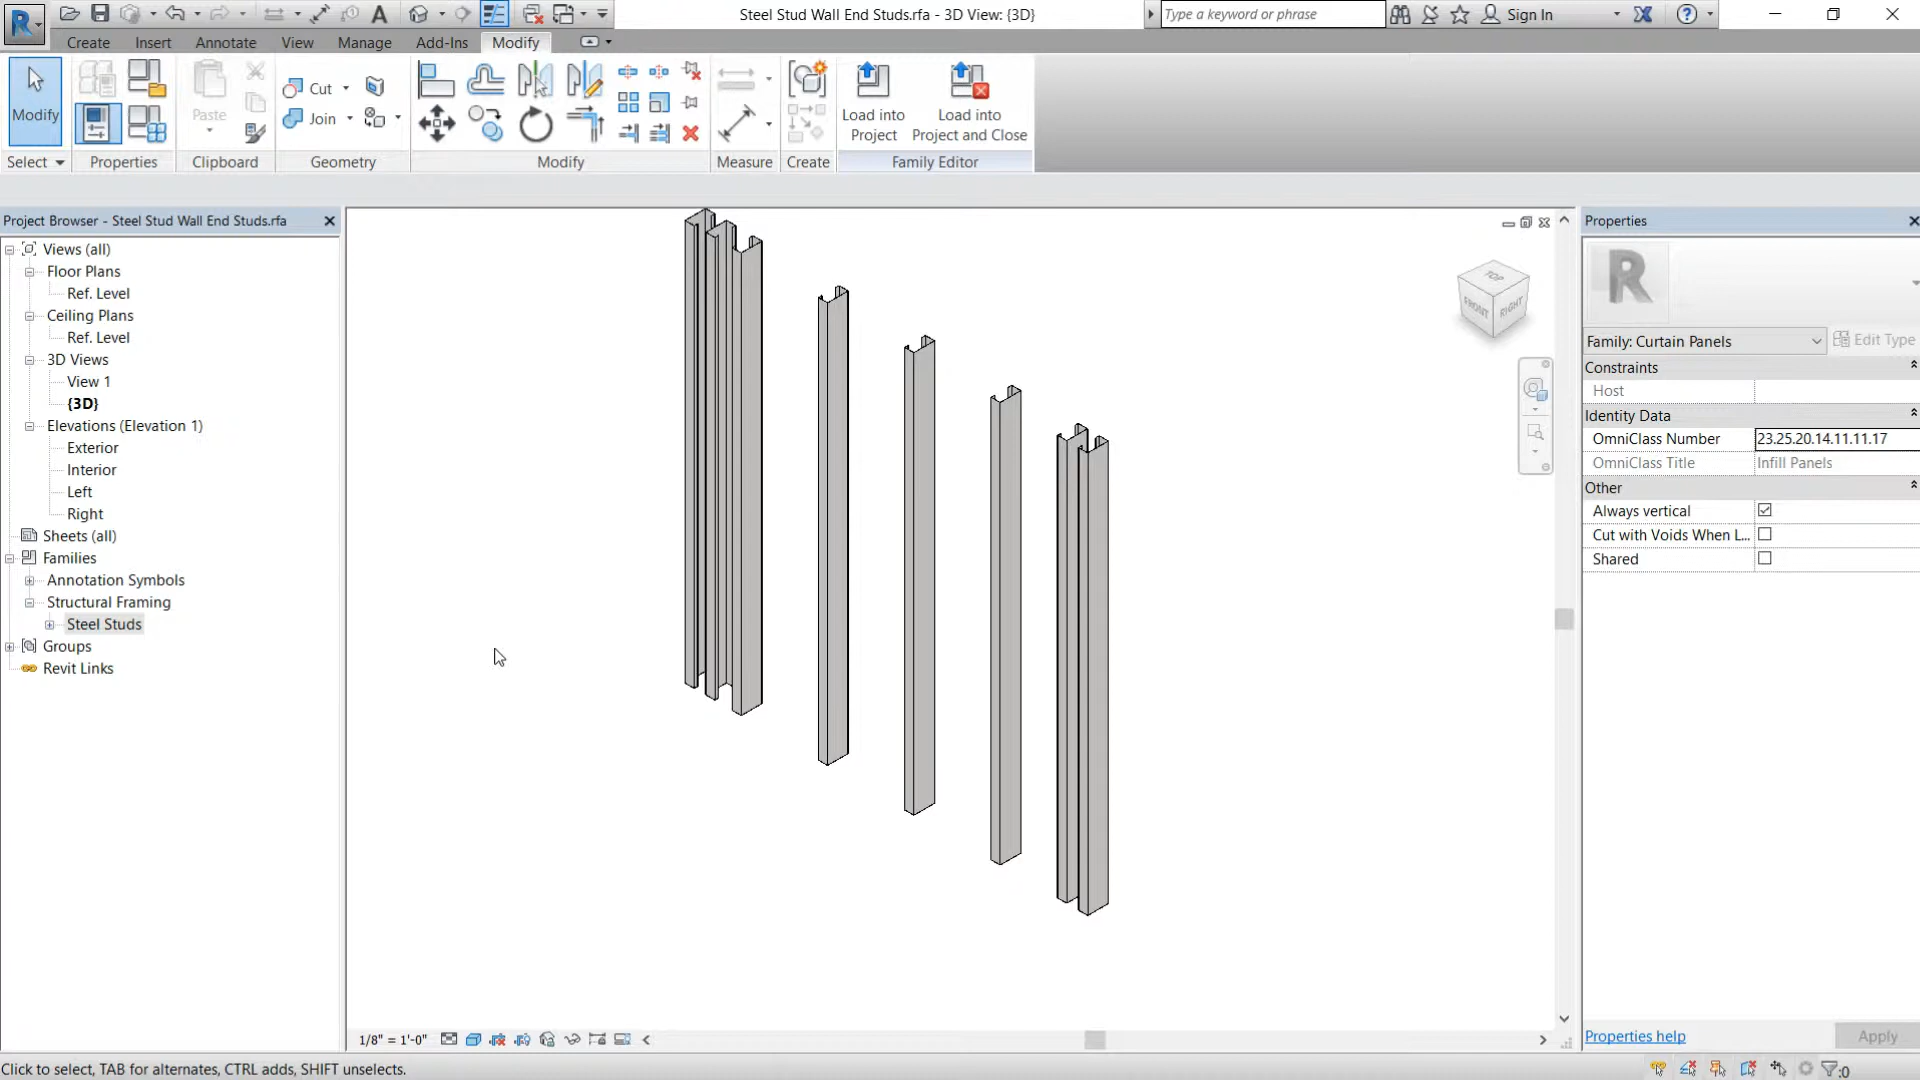 Steel Stud Wall End Studs.rfa - 3D View: {3D}
Type a keyword or phrase
Sign In
Create
Insert
Annotate
View
Manage
Add-Ins
Modify
Modify
Select
Properties
Paste
Clipboard
Cut
Join
Geometry
Modify
Measure
Create
Load into
Project
Load into
Project and Close
Family Editor
Project Browser - Steel Stud Wall End Studs.rfa
Views (all)
Floor Plans
Ref. Level
Ceiling Plans
Ref. Level
3D Views
View 1
{3D}
Elevations (Elevation 1)
Exterior
Interior
Left
Right
Sheets (all)
Families
Annotation Symbols
Structural Framing
Steel Studs
Groups
Revit Links
TOP
FRONT
RIGHT
Properties
R
Family: Curtain Panels
Edit Type
Constraints
Host
Identity Data
OmniClass Number 23.25.20.14.11.11.17
OmniClass Title Infill Panels
Other
Always vertical
Cut with Voids When L...
Shared
Properties help
Apply
1/8" = 1'-0"
Click to select, TAB for alternates, CTRL adds, SHIFT unselects.
:0